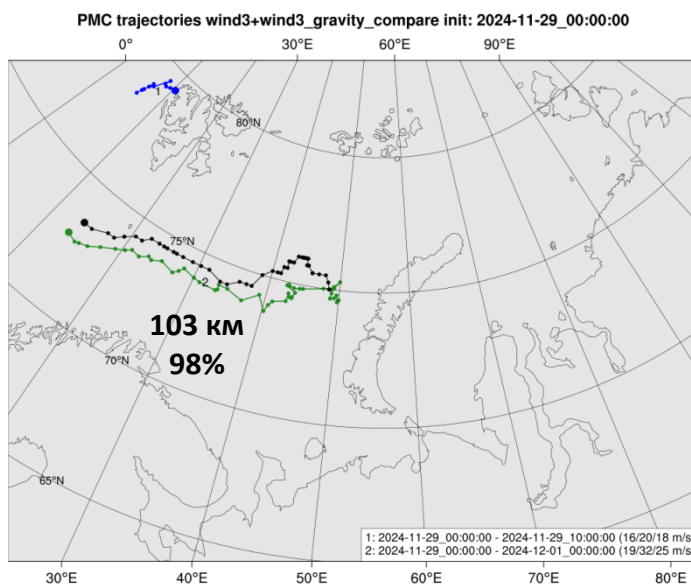 PMC trajectories wind3+wind3_gravity_compare init: 2024-11-29_00:00:00
0° 30°E 60°E 90°E
1
80°N
75°N
2
103 км
98%
70°N
65°N
1: 2024-11-29_00:00:00 - 2024-11-29_10:00:00 (16/20/18 m/s
2: 2024-11-29_00:00:00 - 2024-12-01_00:00:00 (19/32/25 m/s
30°E 40°E 50°E 60°E 70°E 80°E